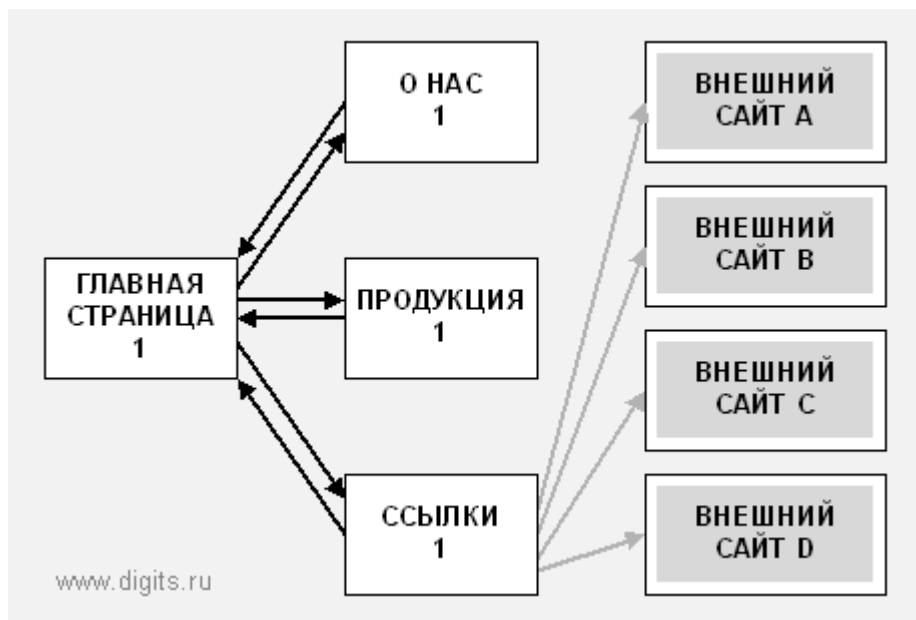 О НАС
1
ВНЕШНИЙ
САЙТ A
ВНЕШНИЙ
САЙТ B
ГЛАВНАЯ
СТРАНИЦА
1
ПРОДУКЦИЯ
1
ВНЕШНИЙ
САЙТ C
ССЫЛКИ
1
ВНЕШНИЙ
САЙТ D
www.digits.ru